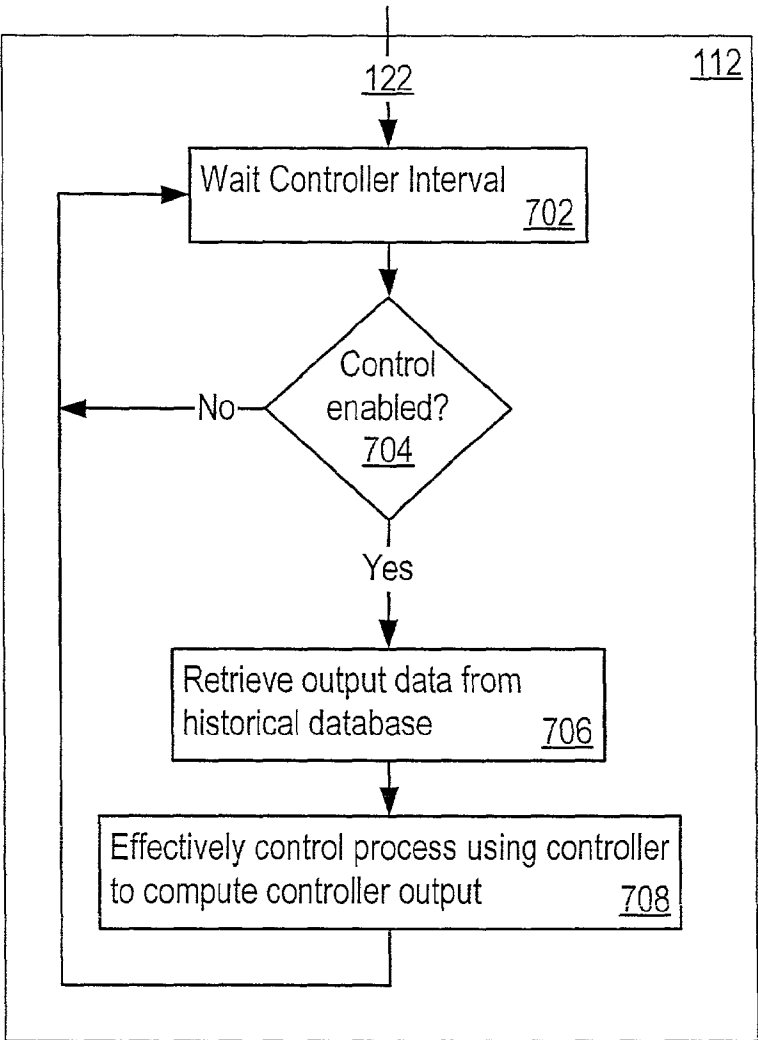 112
122
Wait Controller Interval
702
Control
enabled?
704
No
Yes
Retrieve output data from
historical database
706
Effectively control process using controller
to compute controller output
708